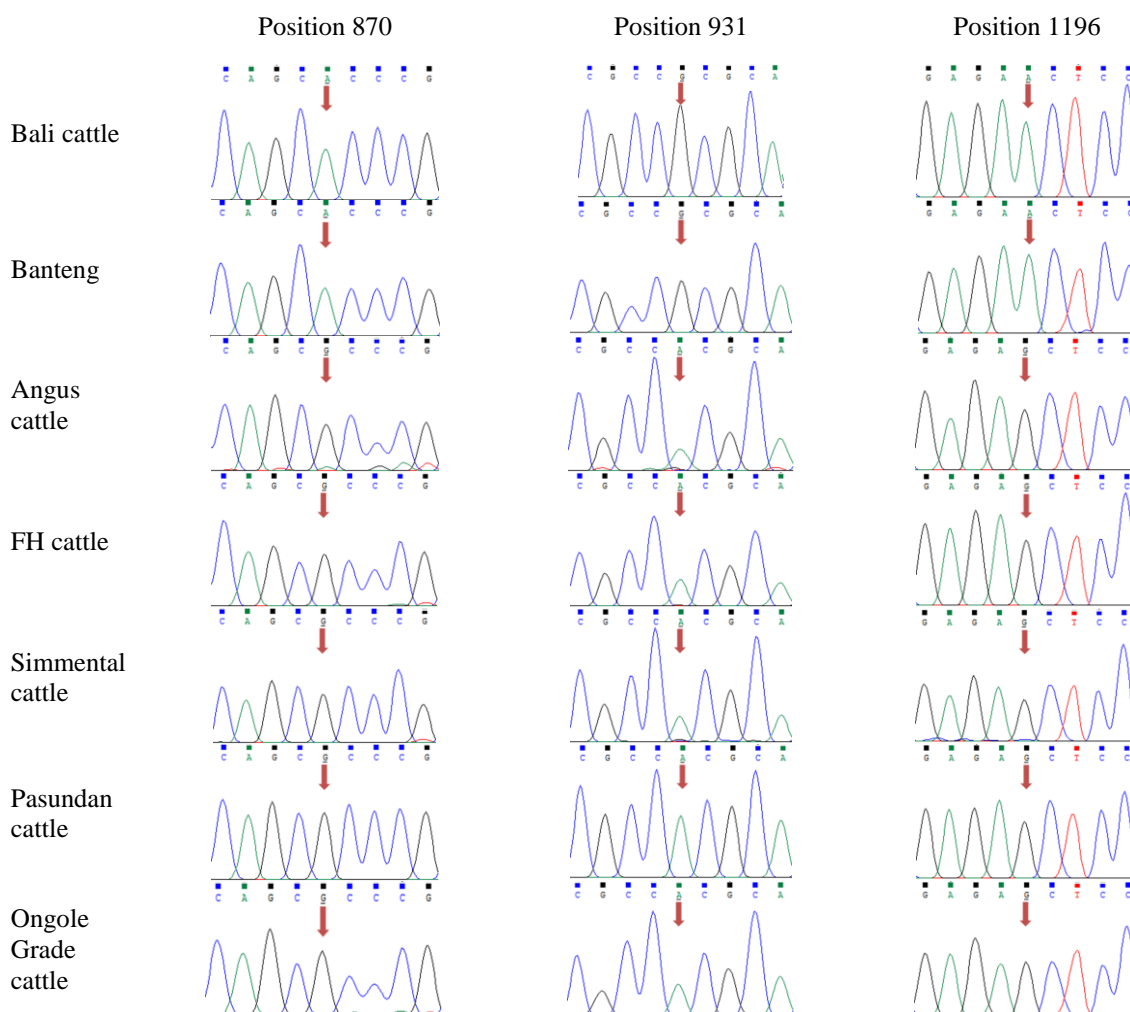 Position 870 Position 931 Position 1196
C A G C A C C C G C G C C G C G C A G A G A A C T C C
Bali cattle
C A G C A C C C G C G C C G C G C A G A G A A C T C C
Banteng
C A G C G C C C G C G C C A C G C A G A G A G C T C C
Angus
cattle
C A G C G C C C G C G C C A C G C A G A G A G C T C C
FH cattle
C A G C G C C C G C G C C A C G C A G A G A G C T C C
Simmental
cattle
C A G C G C C C G C G C C A C G C A G A G A G C T C C
Pasundan
cattle
C A G C G C C C G C G C C A C G C A G A G A G C T C C
Ongole
Grade
cattle